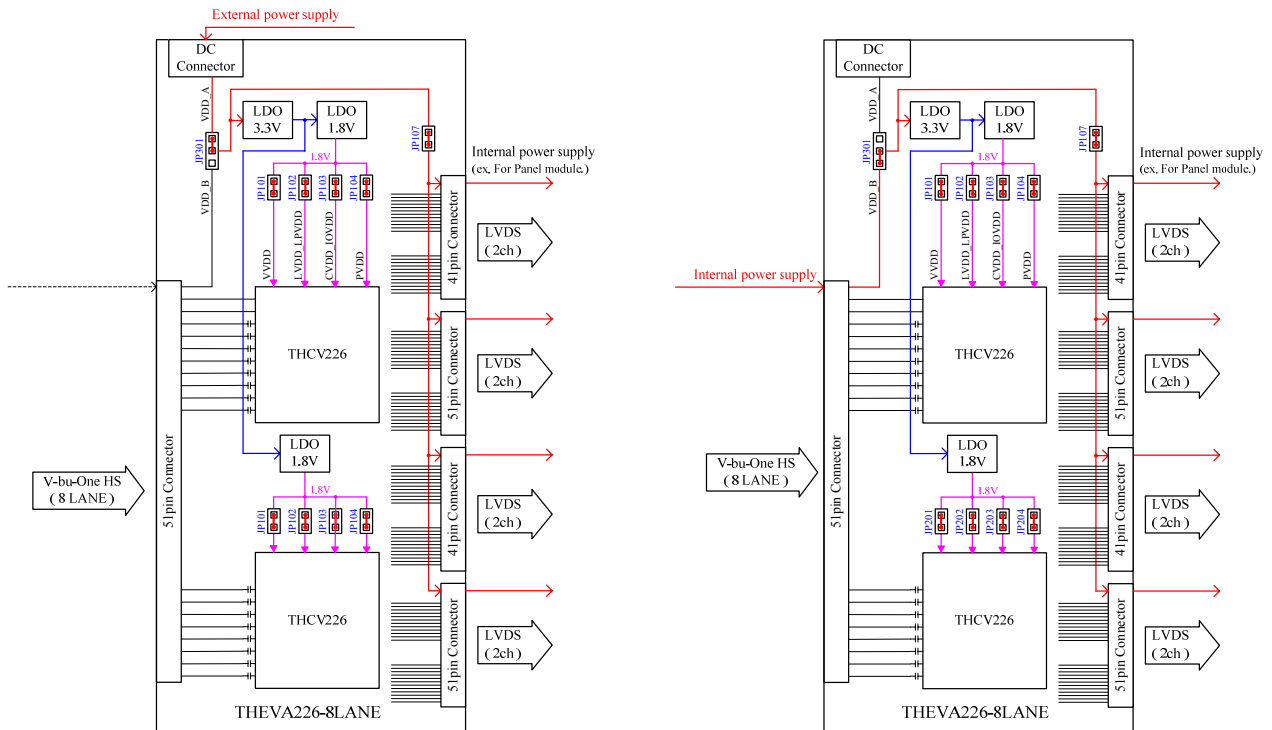 External power supply
DC
Connector
VDD_A
LDO
3.3V
LDO
1.8V
JP301
JP107
VDD_B
1.8V
JP101
JP102
JP103
JP104
Internal power supply
(ex. For Panel module.)
VVDD
LVDD_LPVDD
CVDD_IOVDD
PVDD
41pin Connector
LVDS
( 2ch )
THCV226
51pin Connector
LVDS
( 2ch )
51pin Connector
V-bu-One HS
( 8 LANE )
LDO
1.8V
1.8V
JP101
JP102
JP103
JP104
41pin Connector
LVDS
( 2ch )
THCV226
51pin Connector
LVDS
( 2ch )
THEVA226-8LANE
DC
Connector
VDD_A
LDO
3.3V
LDO
1.8V
JP301
JP107
VDD_B
1.8V
JP101
JP102
JP103
JP104
Internal power supply
(ex. For Panel module.)
VVDD
LVDD_LPVDD
CVDD_IOVDD
PVDD
41pin Connector
LVDS
( 2ch )
Internal power supply
THCV226
51pin Connector
LVDS
( 2ch )
51pin Connector
V-bu-One HS
( 8 LANE )
LDO
1.8V
1.8V
JP201
JP202
JP203
JP204
41pin Connector
LVDS
( 2ch )
THCV226
51pin Connector
LVDS
( 2ch )
THEVA226-8LANE